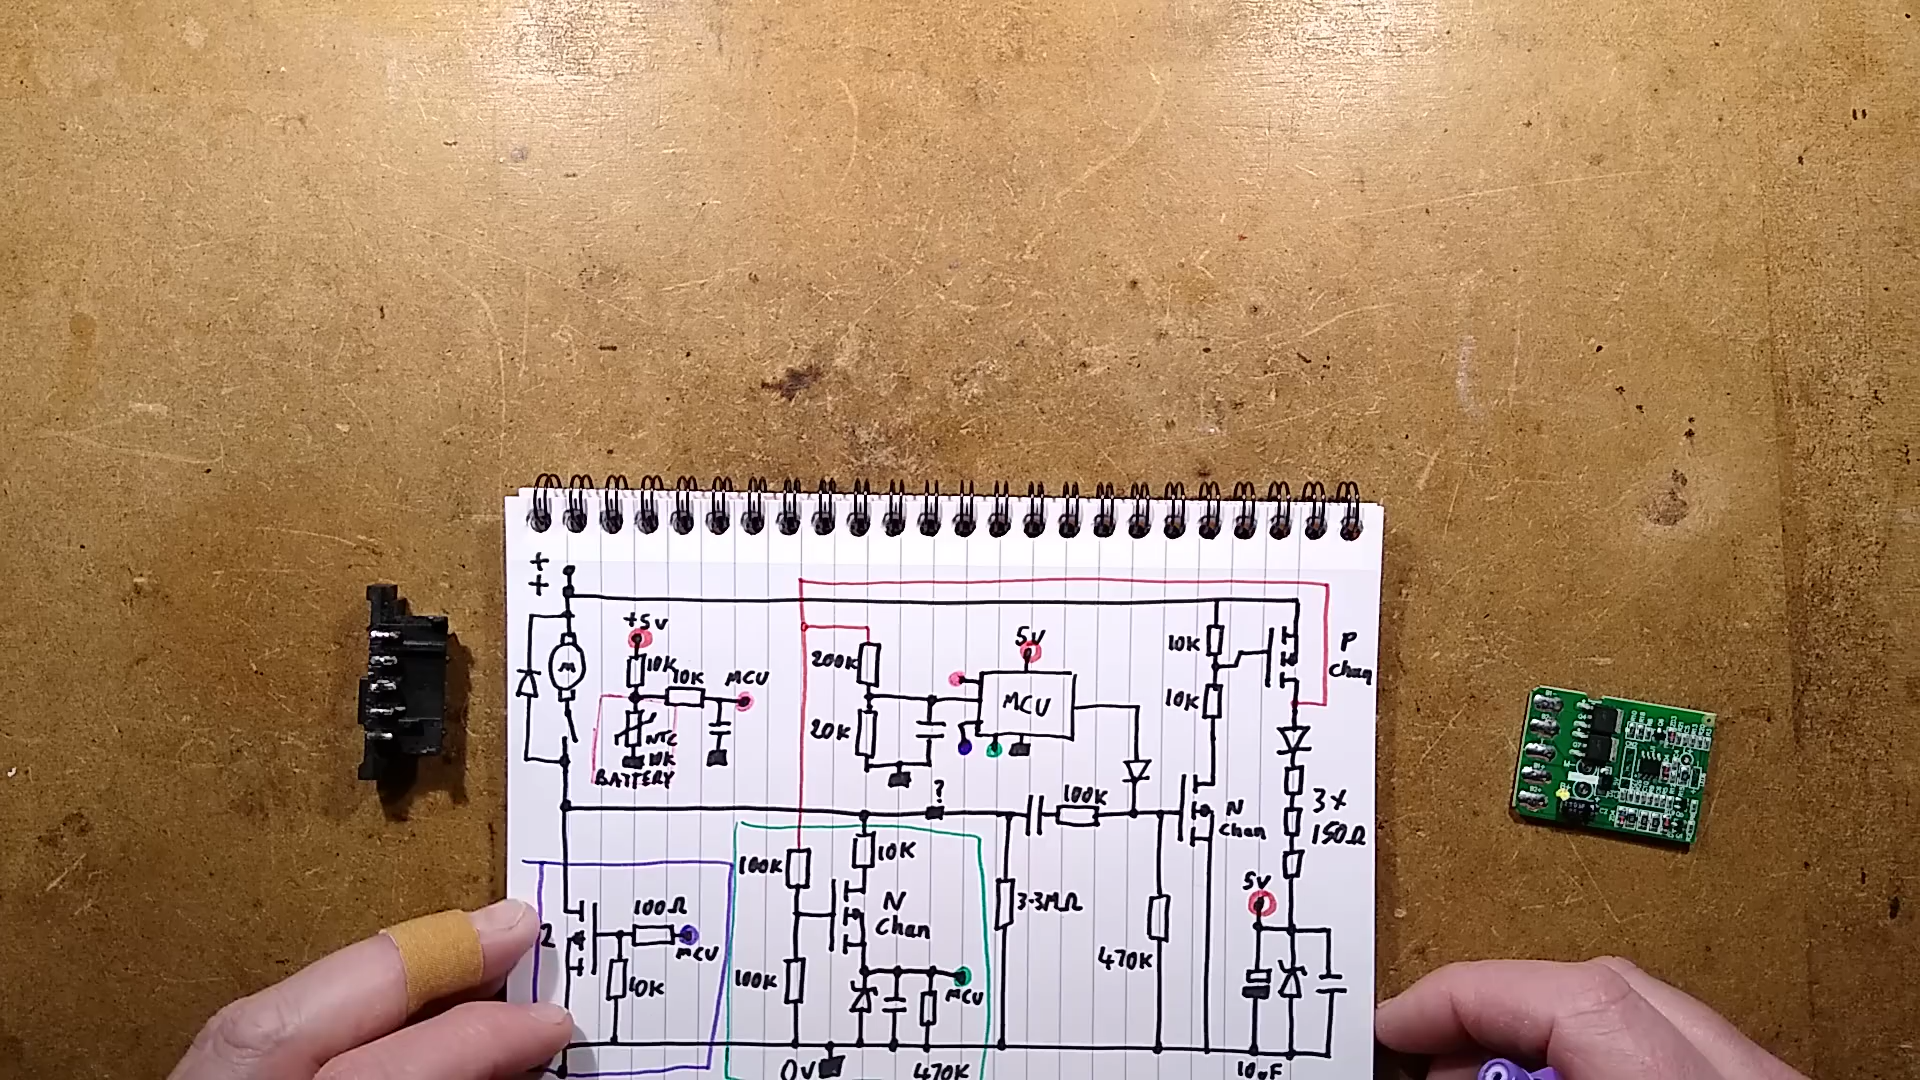 +
+
+5v
10K
10K
MCU
NTC
10K
BATTERY
200K
20K
5v
MCU
10K
10K
P
Chan
?
100K
N
Chan
3x
150Ω
100K
10K
N
Chan
3.3MΩ
5v
2
100Ω
MCU
10K
100K
MCU
470K
0V
470K
10µF